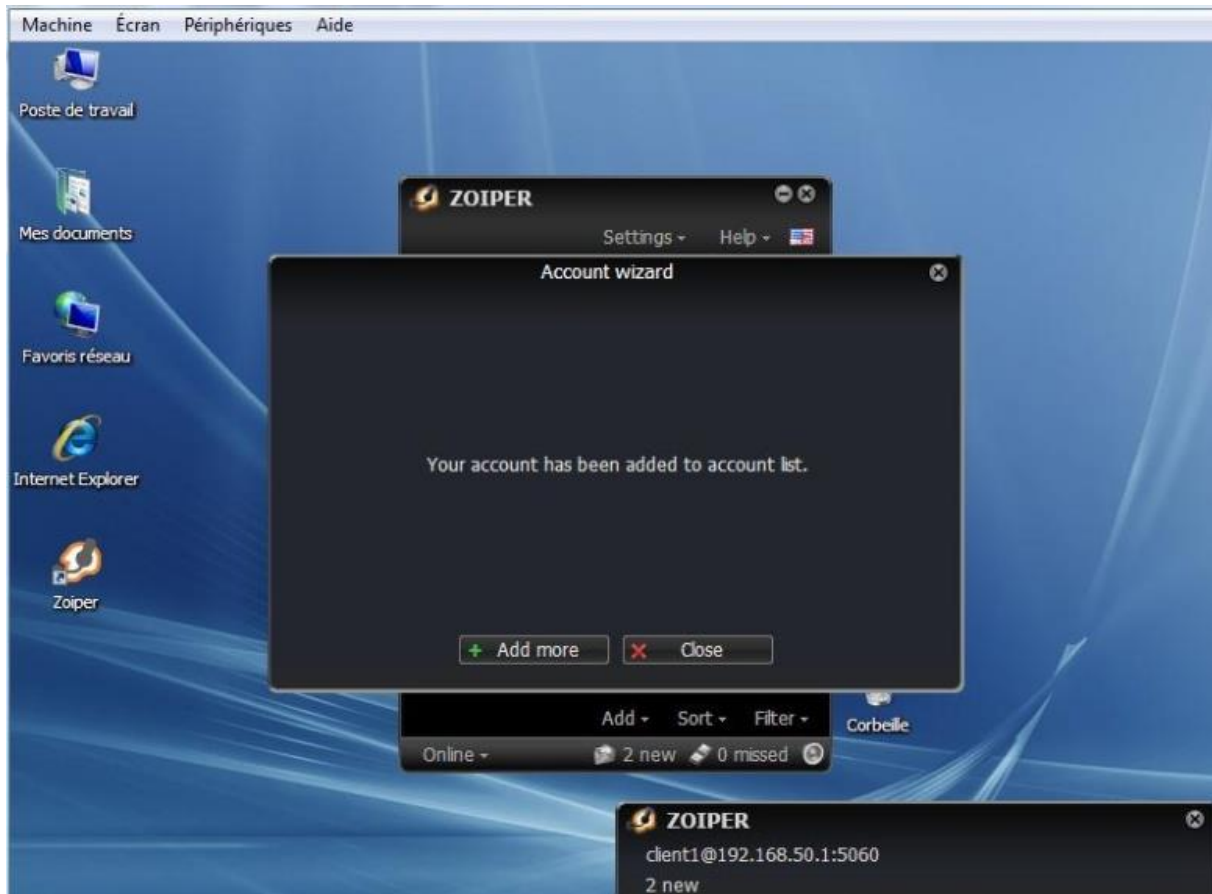 Machine Écran Périphériques Aide
Poste de travail
Mes documents
Favoris réseau
Internet Explorer
Zoiper
ZOIPER
Settings Help
Account wizard
Your account has been added to account list.
Add more Close
Add Sort Filter
Corbeille
Online 2 new 0 missed
ZOIPER
client1@192.168.50.1:5060
2 new